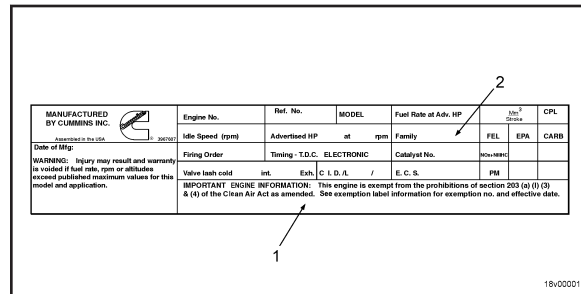 2
MANUFACTURED
BY CUMMINS INC.
Assembled in the USA ® 3967607
Engine No. Ref. No. MODEL Fuel Rate at Adv. HP Mm3 Stroke CPL
Idle Speed (rpm) Advertised HP at rpm Family FEL EPA CARB
Date of Mfg:
Firing Order Timing - T.D.C. ELECTRONIC Catalyst No. NOx+NMHC
WARNING: Injury may result and warranty
is voided if fuel rate, rpm or altitudes
exceed published maximum values for this
model and application.
Valve lash cold int. Exh. C I. D. /L / E. C. S. PM
IMPORTANT ENGINE INFORMATION: This engine is exempt from the prohibitions of section 203 (a) (I) (3)
& (4) of the Clean Air Act as amended. See exemption label information for exemption no. and effective date.
1
18v00001